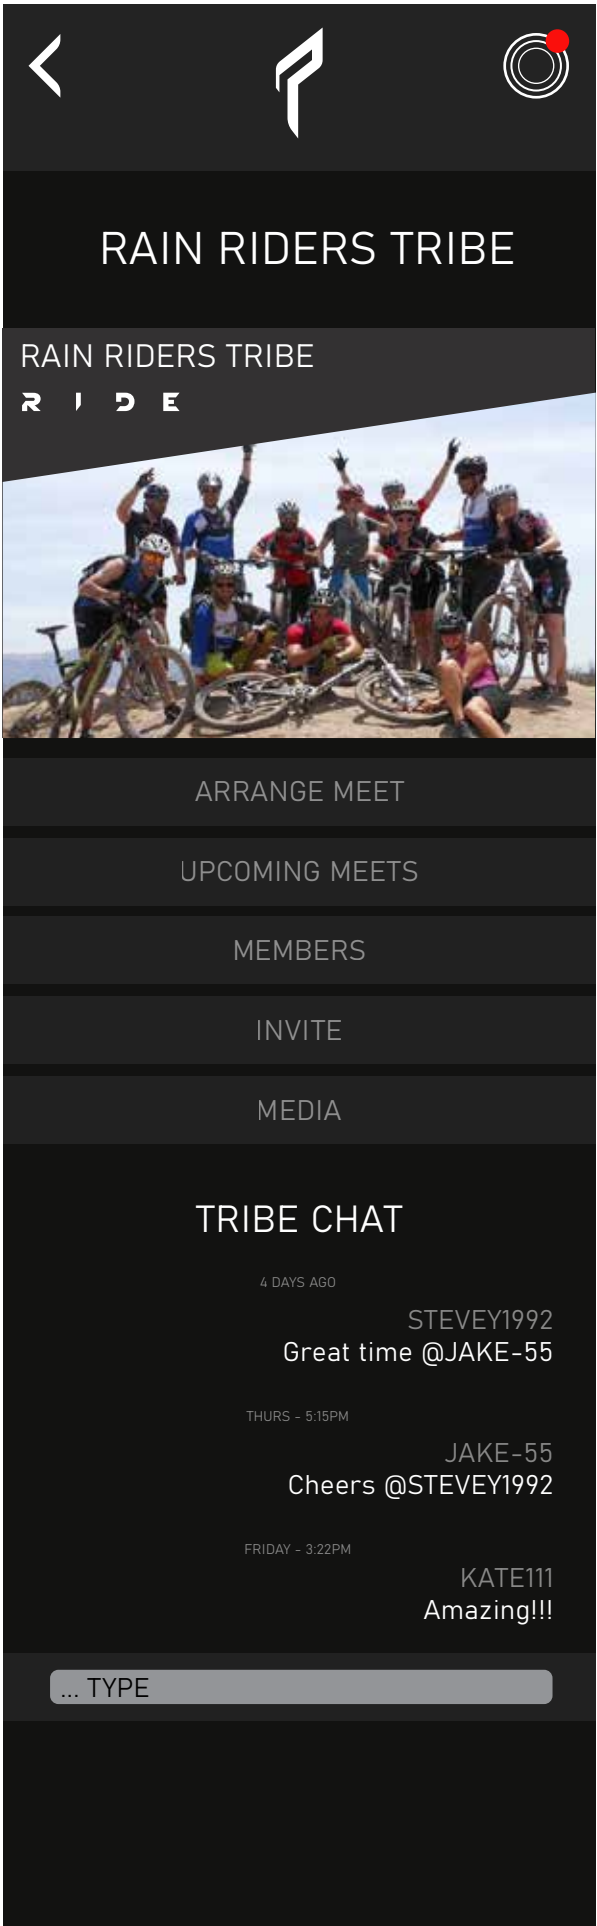 RAIN RIDERS TRIBE
RAIN RIDERS TRIBE
RIDE
ARRANGE MEET
UPCOMING MEETS
MEMBERS
INVITE
MEDIA
TRIBE CHAT
4 DAYS AGO
STEVEY1992
Great time @JAKE-55
THURS - 5:15PM
JAKE-55
Cheers @STEVEY1992
FRIDAY - 3:22PM
KATE111
Amazing!!!
... TYPE